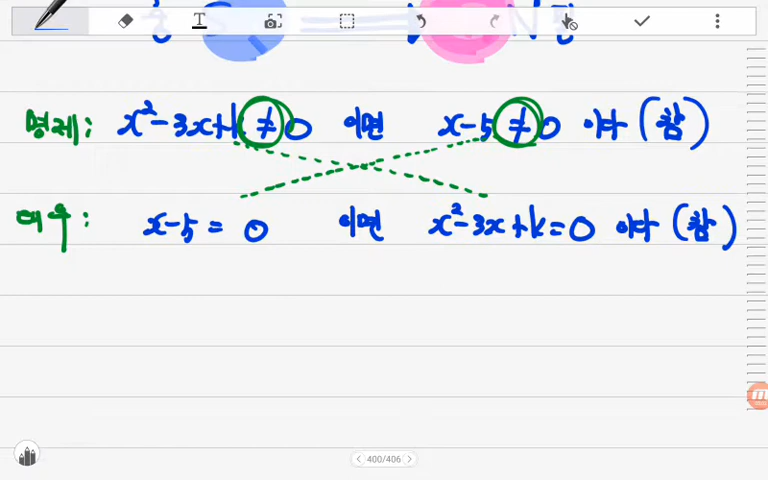 명제: x²-3x+k≠0 이면 x-5≠0 이다 (참)
대우: x-5=0 이면 x²-3x+k=0 이다 (참)
400/406